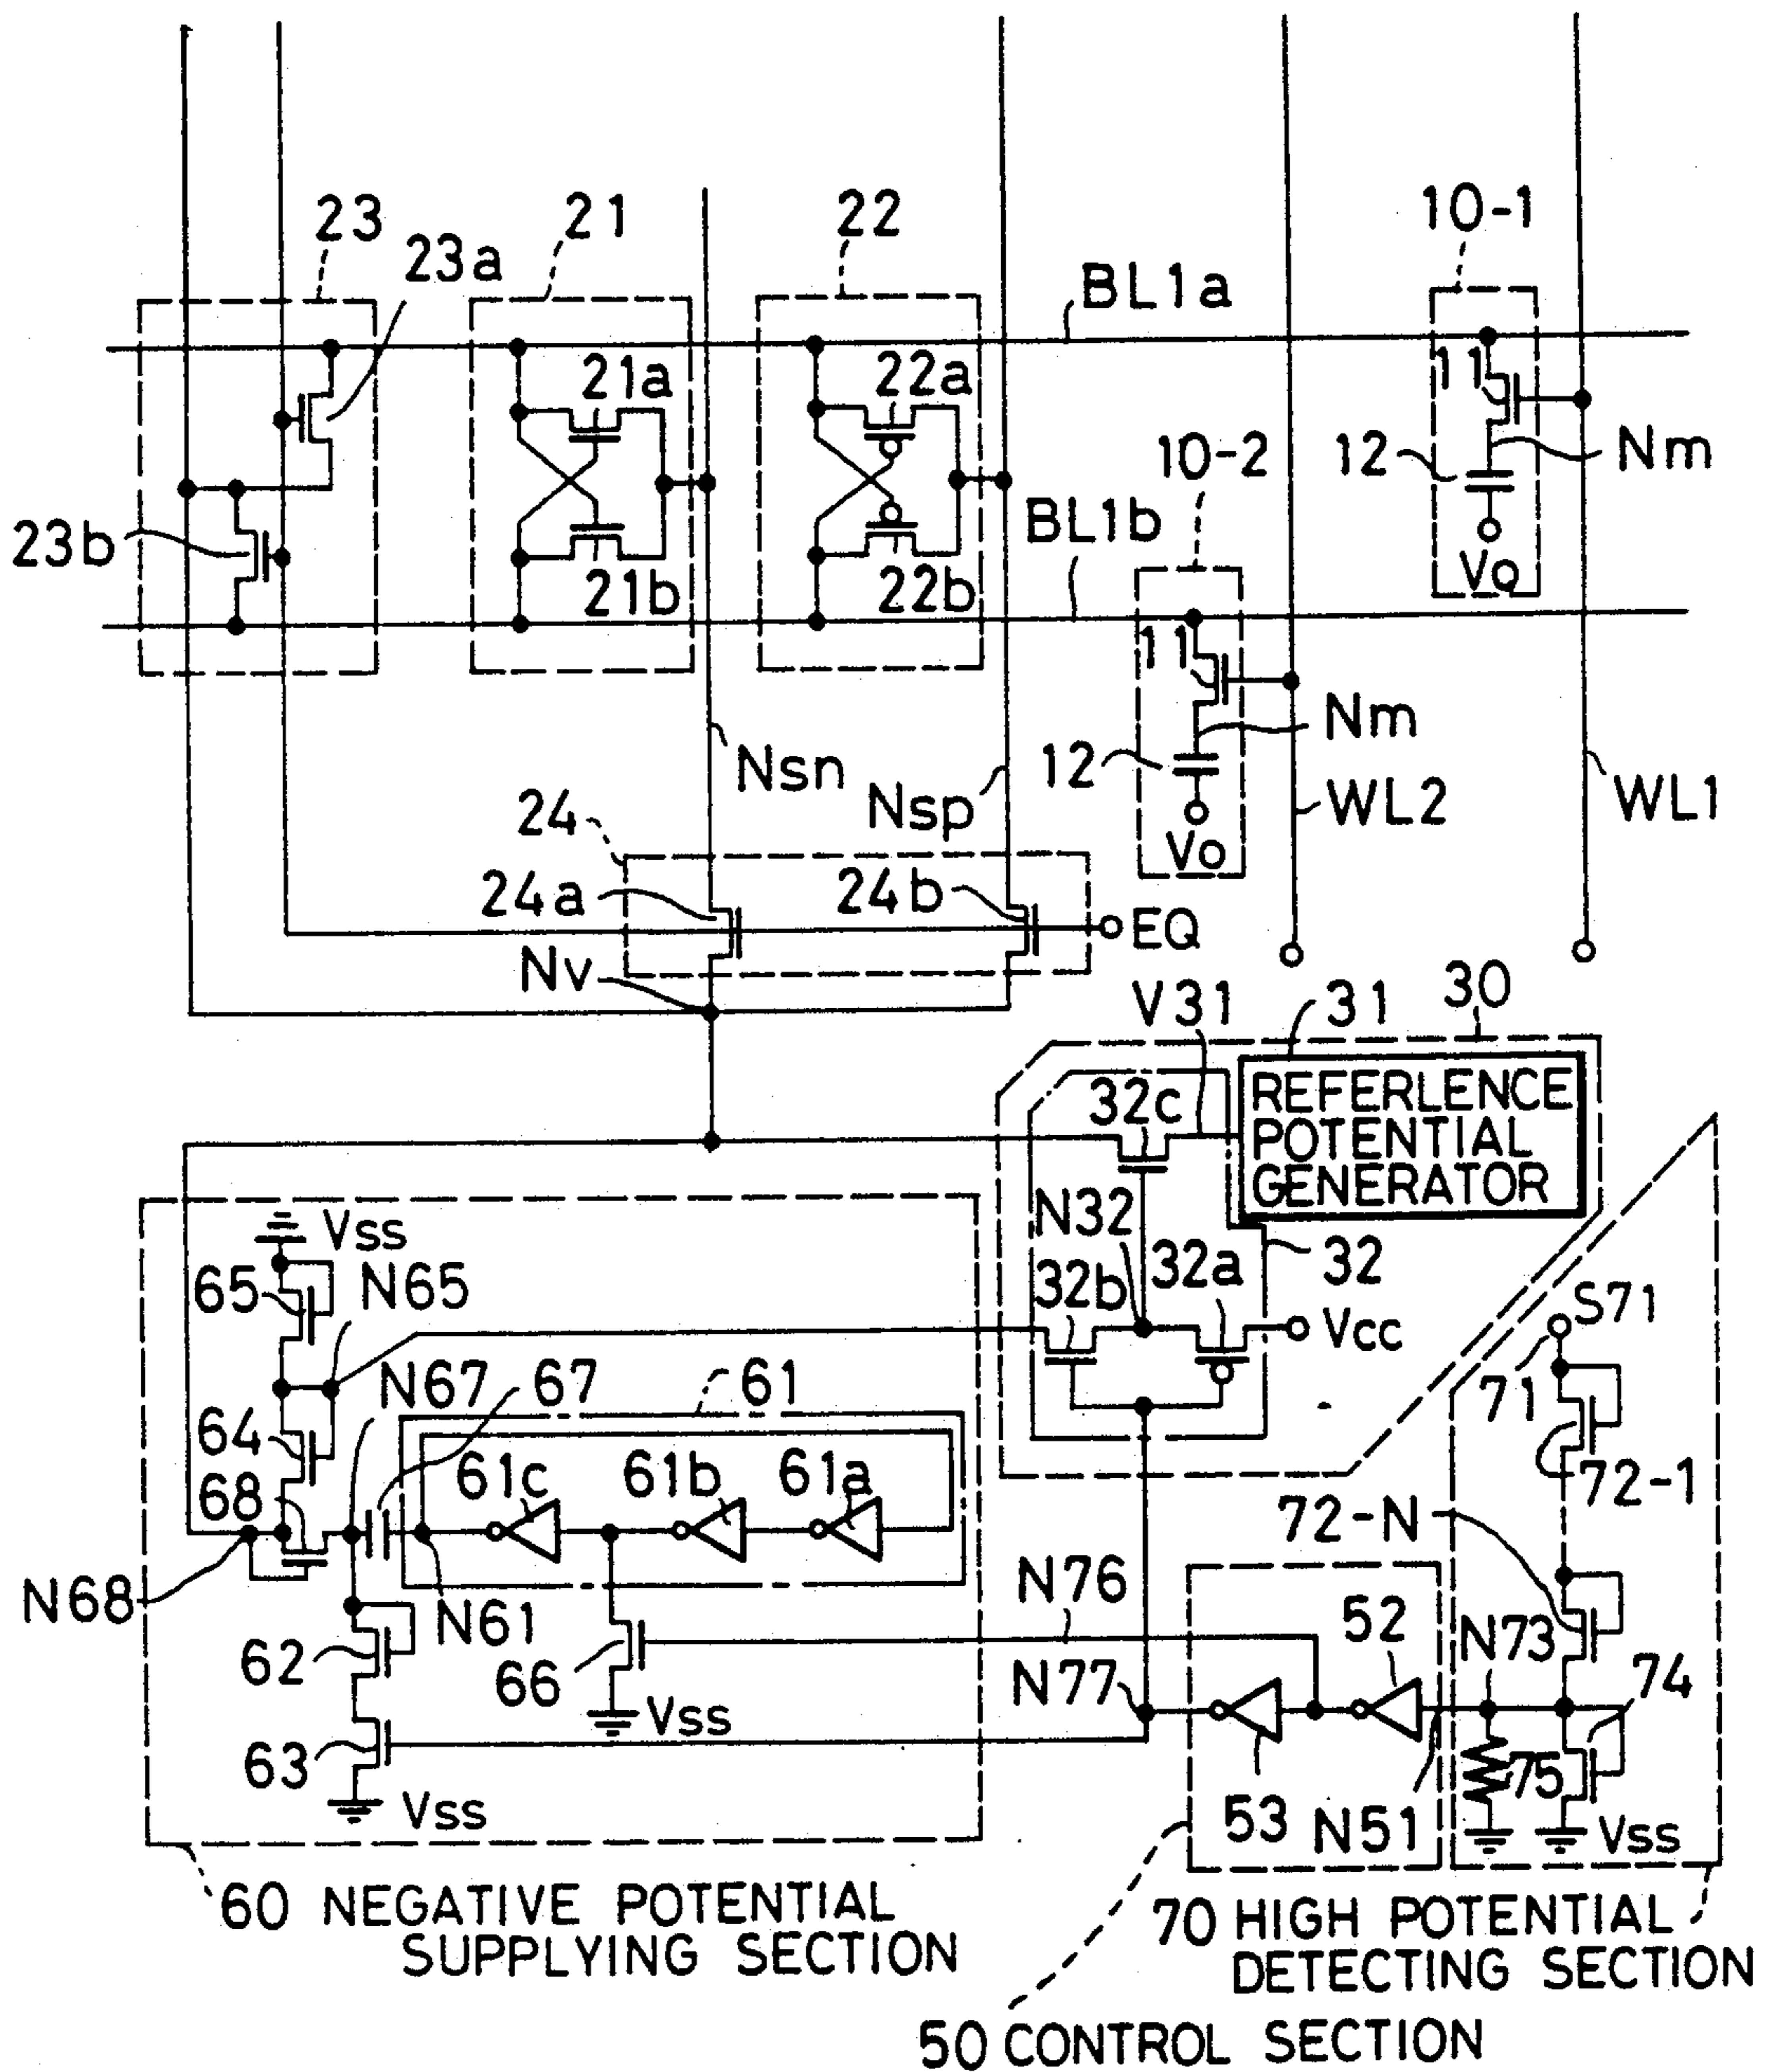 23
21
22
10-1
23a
BL1a
21a
22a
11
12
Nm
10-2
23b
BL1b
21b
22b
Vo
11
Nm
12
Nsn
Nsp
WL2
WL1
24
Vo
24a
24b
EQ
Nv
V31
31
30
32c
REFERLENCE
POTENTIAL
GENERATOR
N32
Vss
65
N65
32b
32a
32
Vcc
S71
N67
67
61
71
64
61c
61b
61a
68
72-1
72-N
N68
N61
N76
52
N73
62
66
N77
74
Vss
63
75
Vss
53
N51
Vss
60 NEGATIVE POTENTIAL
SUPPLYING SECTION
70 HIGH POTENTIAL
DETECTING SECTION
50 CONTROL SECTION